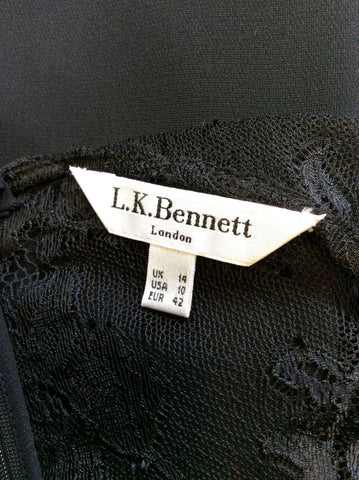 L.K.Bennett
London
UK 14
USA 10
EUR 42